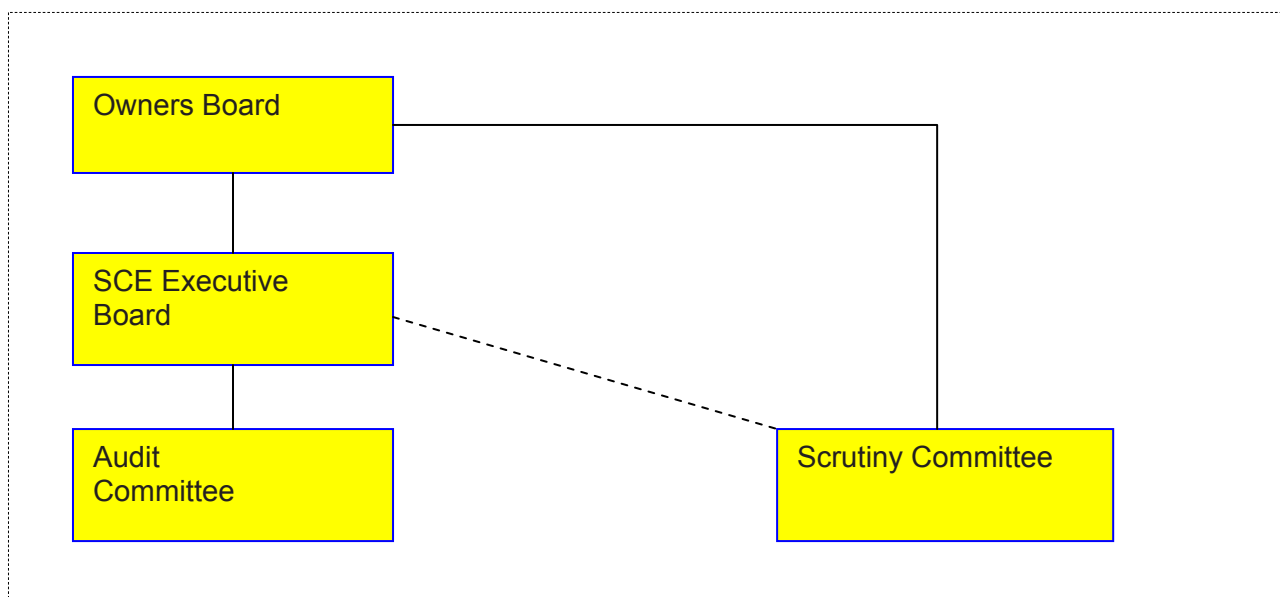 Owners Board
SCE Executive
Board
Audit
Committee
Scrutiny Committee